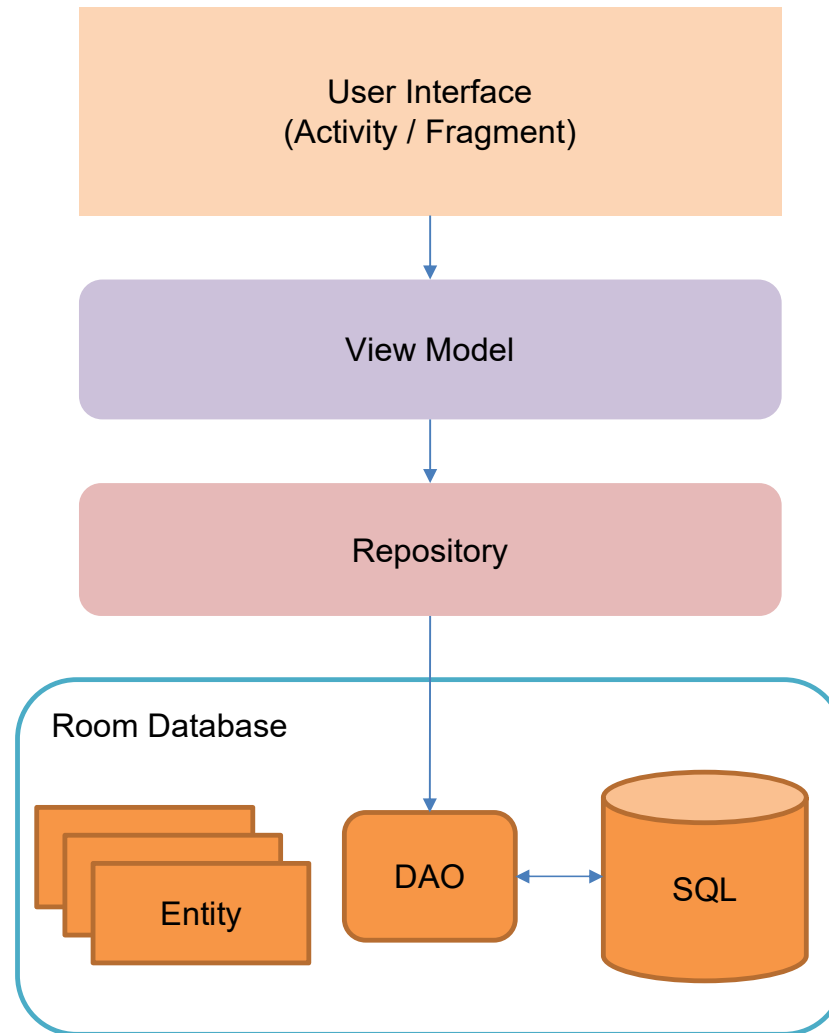 User Interface
(Activity / Fragment)
View Model
Repository
Room Database
Entity
DAO
SQL